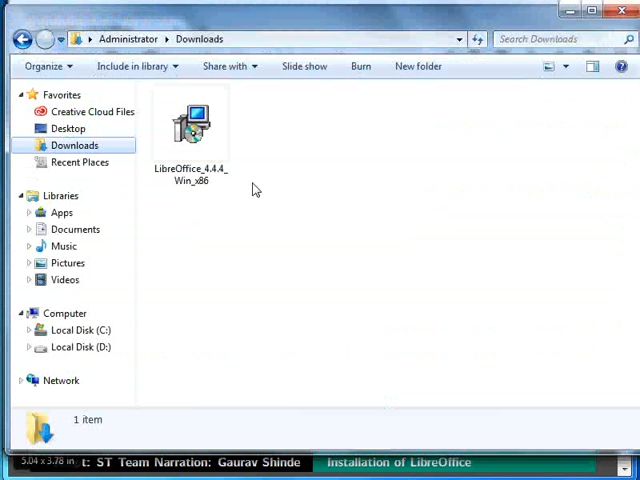 Administrator Downloads
Search Downloads
Organize Include in library Share with Slide show Burn New folder
Favorites
Creative Cloud Files
Desktop
Downloads
Recent Places
Libraries
Apps
Documents
Music
Pictures
Videos
Computer
Local Disk (C:)
Local Disk (D:)
Network
LibreOffice_4.4.4_
Win_x86
1 item
5.04 x 3.78 in t: ST Team Narration: Gaurav Shinde Installation of LibreOffice